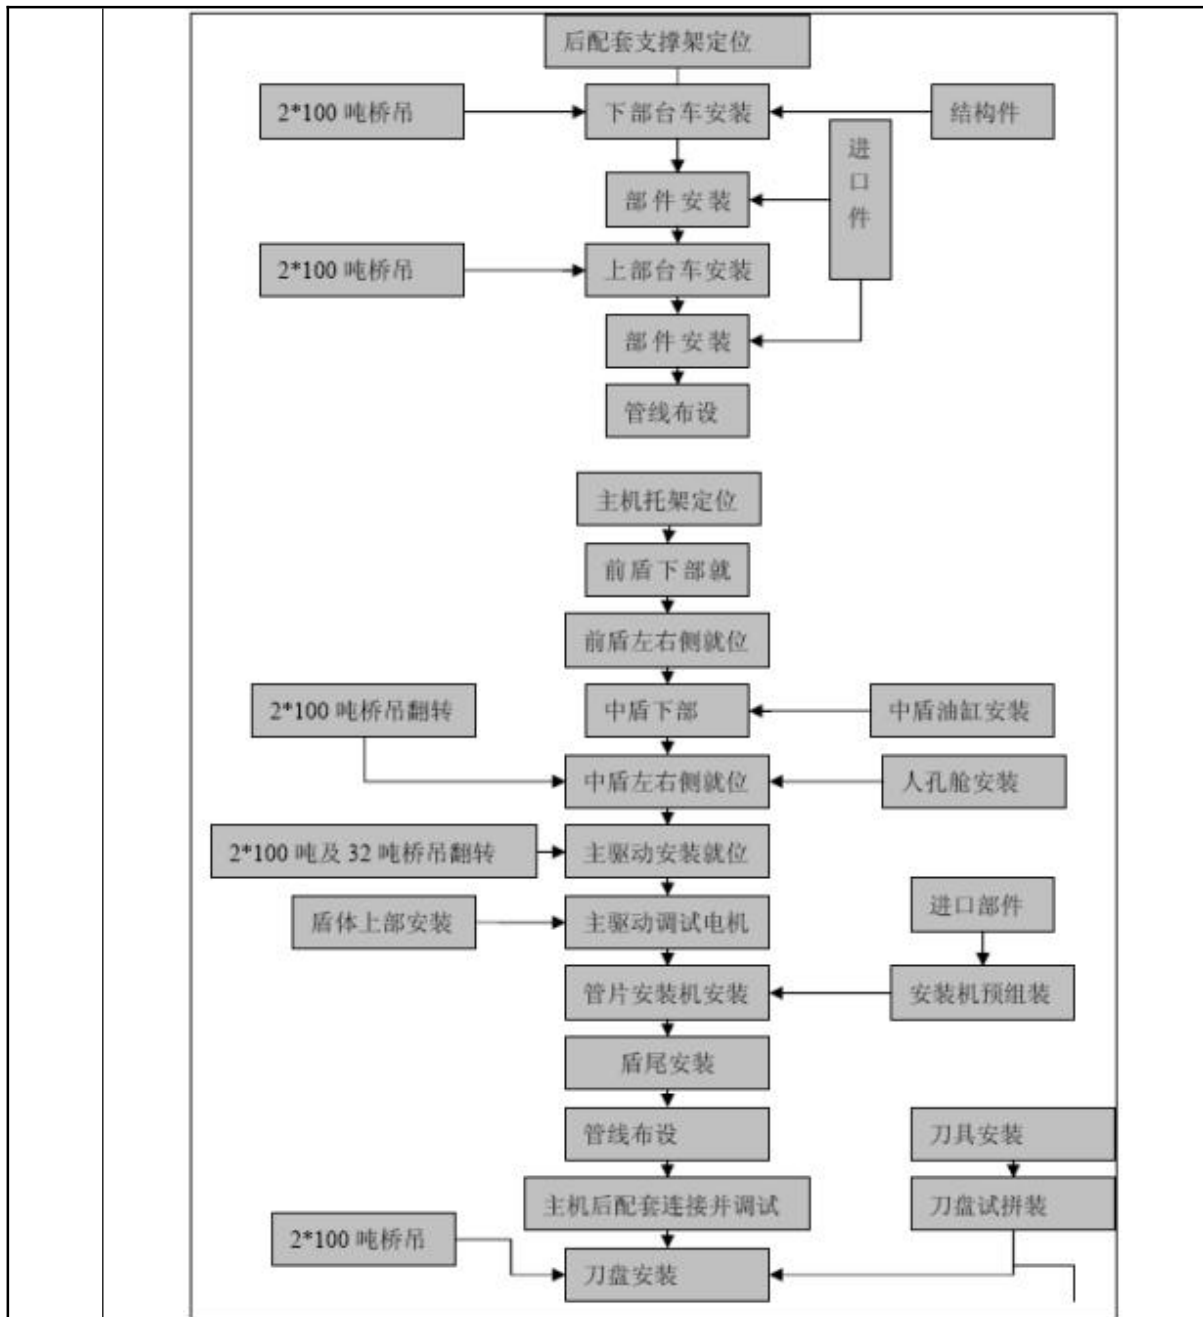 后配套支撑架定位
2*100 吨桥吊
下部台车安装
结构件
进
口
件
部件安装
2*100 吨桥吊
上部台车安装
部件安装
管线布设
主机托架定位
前盾下部就
前盾左右侧就位
2*100 吨桥吊翻转
中盾下部
中盾油缸安装
中盾左右侧就位
人孔舱安装
2*100 吨及 32 吨桥吊翻转
主驱动安装就位
盾体上部安装
主驱动调试电机
进口部件
管片安装机安装
安装机预组装
盾尾安装
管线布设
刀具安装
主机后配套连接并调试
刀盘试拼装
2*100 吨桥吊
刀盘安装